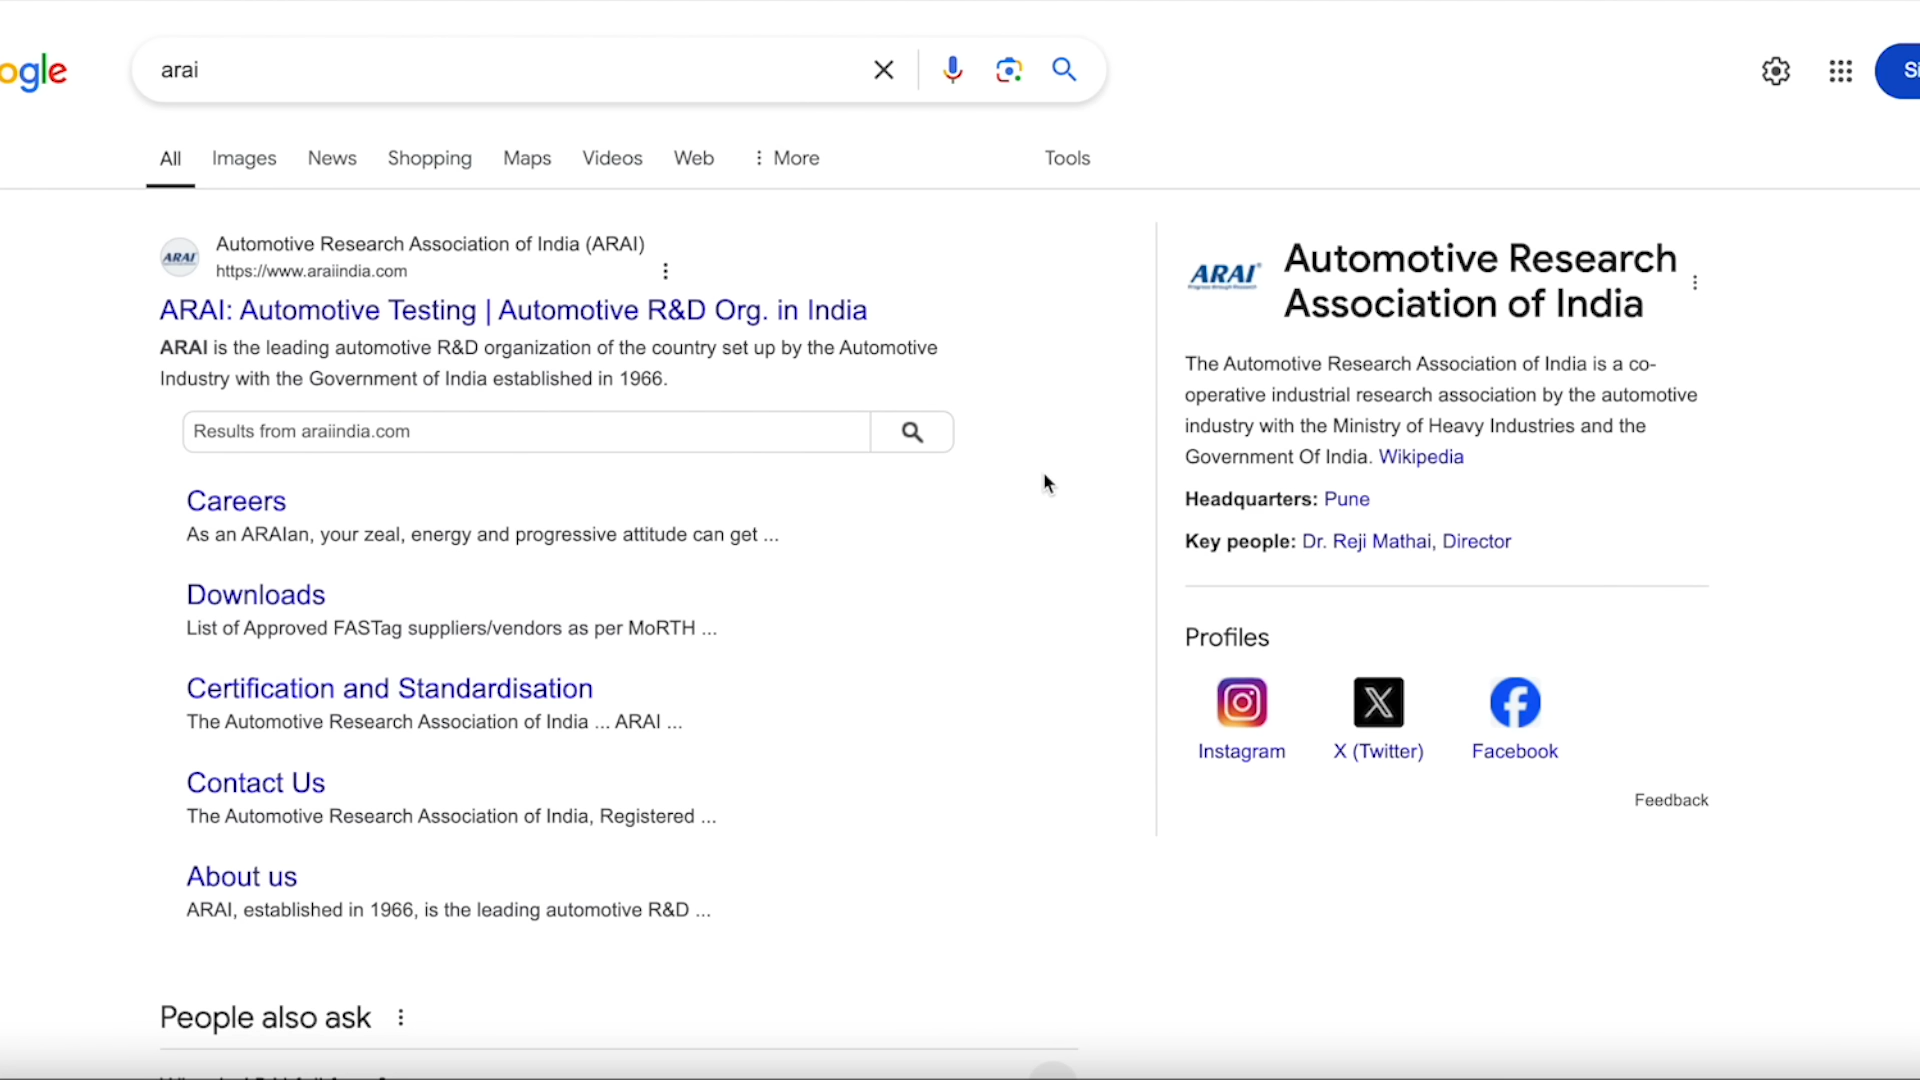 ogle
arai
All Images News Shopping Maps Videos Web More Tools
ARAI
Automotive Research Association of India (ARAI)
https://www.araiindia.com
ARAI: Automotive Testing | Automotive R&D Org. in India
ARAI is the leading automotive R&D organization of the country set up by the Automotive
Industry with the Government of India established in 1966.
Results from araiindia.com
Careers
As an ARAIan, your zeal, energy and progressive attitude can get ...
Downloads
List of Approved FASTag suppliers/vendors as per MoRTH ...
Certification and Standardisation
The Automotive Research Association of India ... ARAI ...
Contact Us
The Automotive Research Association of India, Registered ...
About us
ARAI, established in 1966, is the leading automotive R&D ...
People also ask
ARAI
Automotive Research
Association of India
The Automotive Research Association of India is a co-
operative industrial research association by the automotive
industry with the Ministry of Heavy Industries and the
Government Of India. Wikipedia
Headquarters: Pune
Key people: Dr. Reji Mathai, Director
Profiles
Instagram X (Twitter) Facebook
Feedback